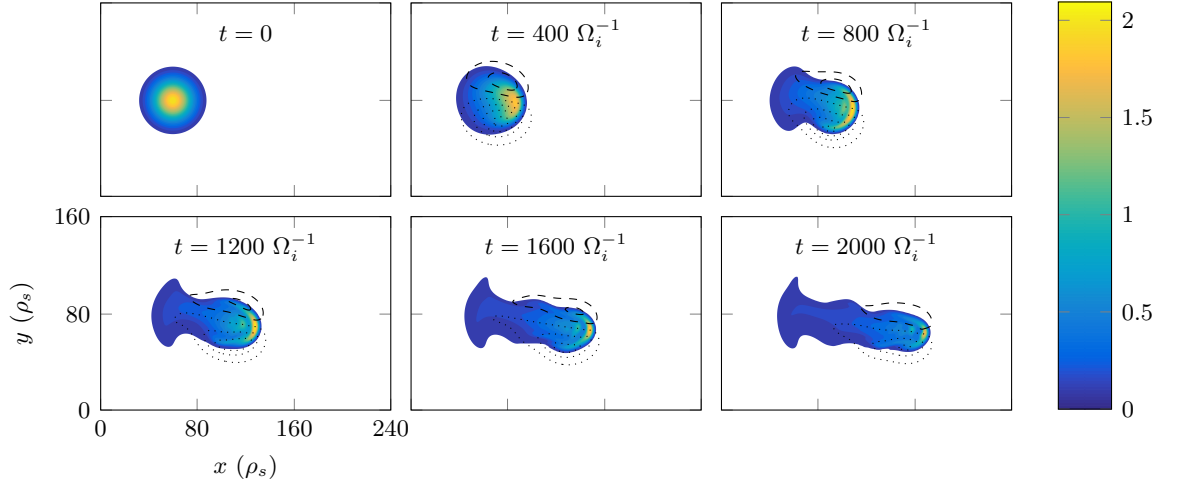 t = 0
t = 400 Ω_i^{-1}
t = 800 Ω_i^{-1}
t = 1200 Ω_i^{-1}
t = 1600 Ω_i^{-1}
t = 2000 Ω_i^{-1}
160
80
0
y (ρ_s)
0 80 160 240
x (ρ_s)
2
1.5
1
0.5
0